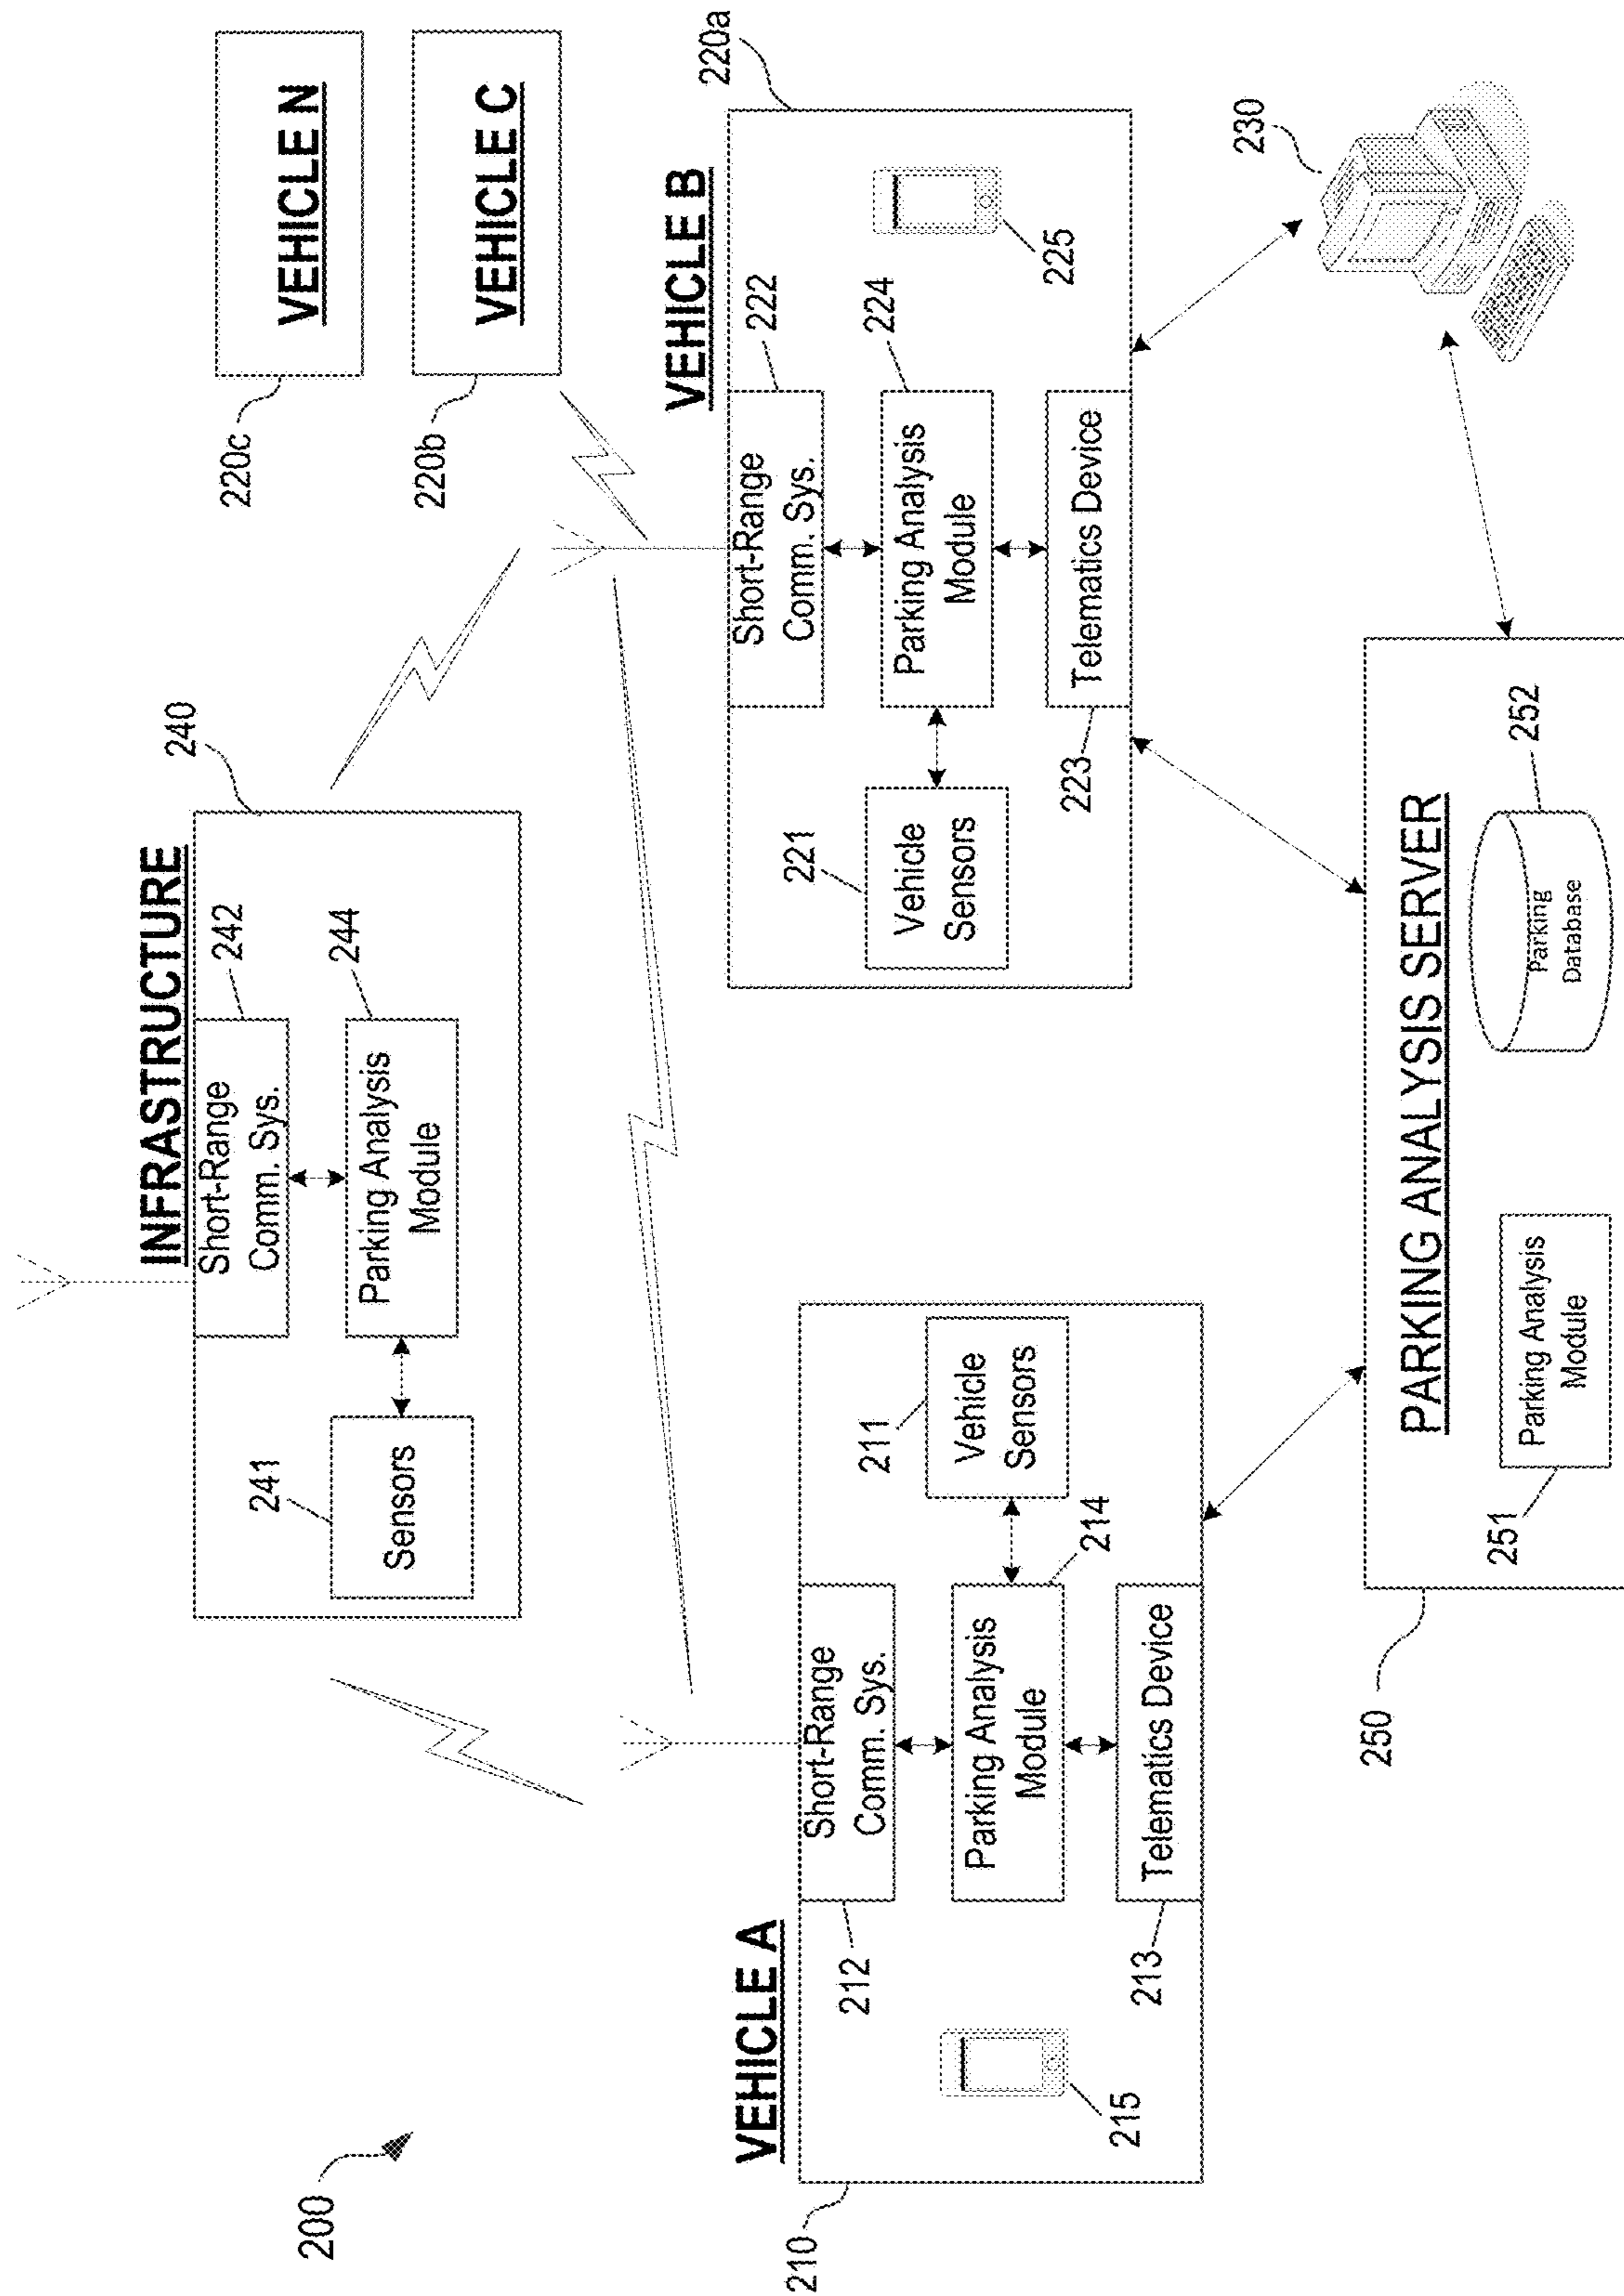 200
INFRASTRUCTURE
240
Short-Range
Comm. Sys.
242
Parking Analysis
Module
244
241
Sensors
220c
VEHICLE N
220b
VEHICLE C
VEHICLE A
210
212
Short-Range
Comm. Sys.
211
Vehicle
Sensors
Parking Analysis
Module
214
215
213
Telematics Device
VEHICLE B
220a
Short-Range
Comm. Sys.
222
221
Vehicle
Sensors
Parking Analysis
Module
224
225
223
Telematics Device
230
250
PARKING ANALYSIS SERVER
251
Parking Analysis
Module
Parking
Database
252